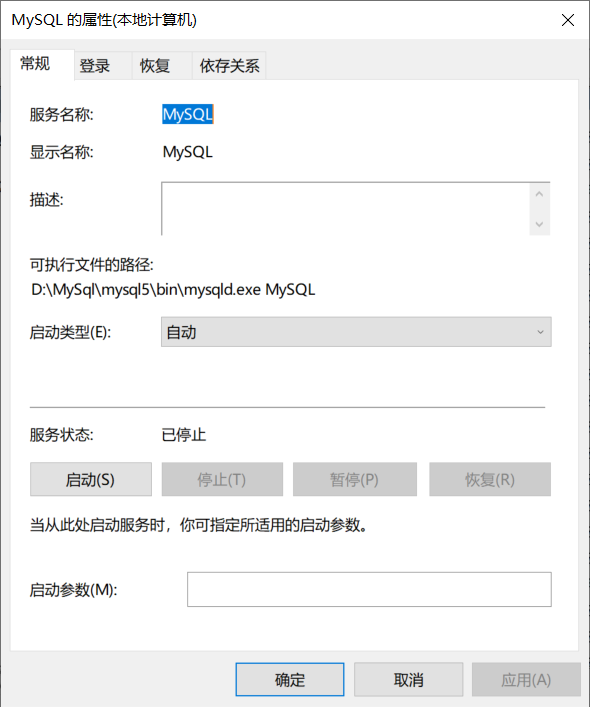 MySQL 的属性(本地计算机)
常规 登录 恢复 依存关系
服务名称: MySQL
显示名称: MySQL
描述:
可执行文件的路径:
D:\MySql\mysql5\bin\mysqld.exe MySQL
启动类型(E): 自动
服务状态: 已停止
启动(S) 停止(T) 暂停(P) 恢复(R)
当从此处启动服务时，你可指定所适用的启动参数。
启动参数(M):
确定 取消 应用(A)